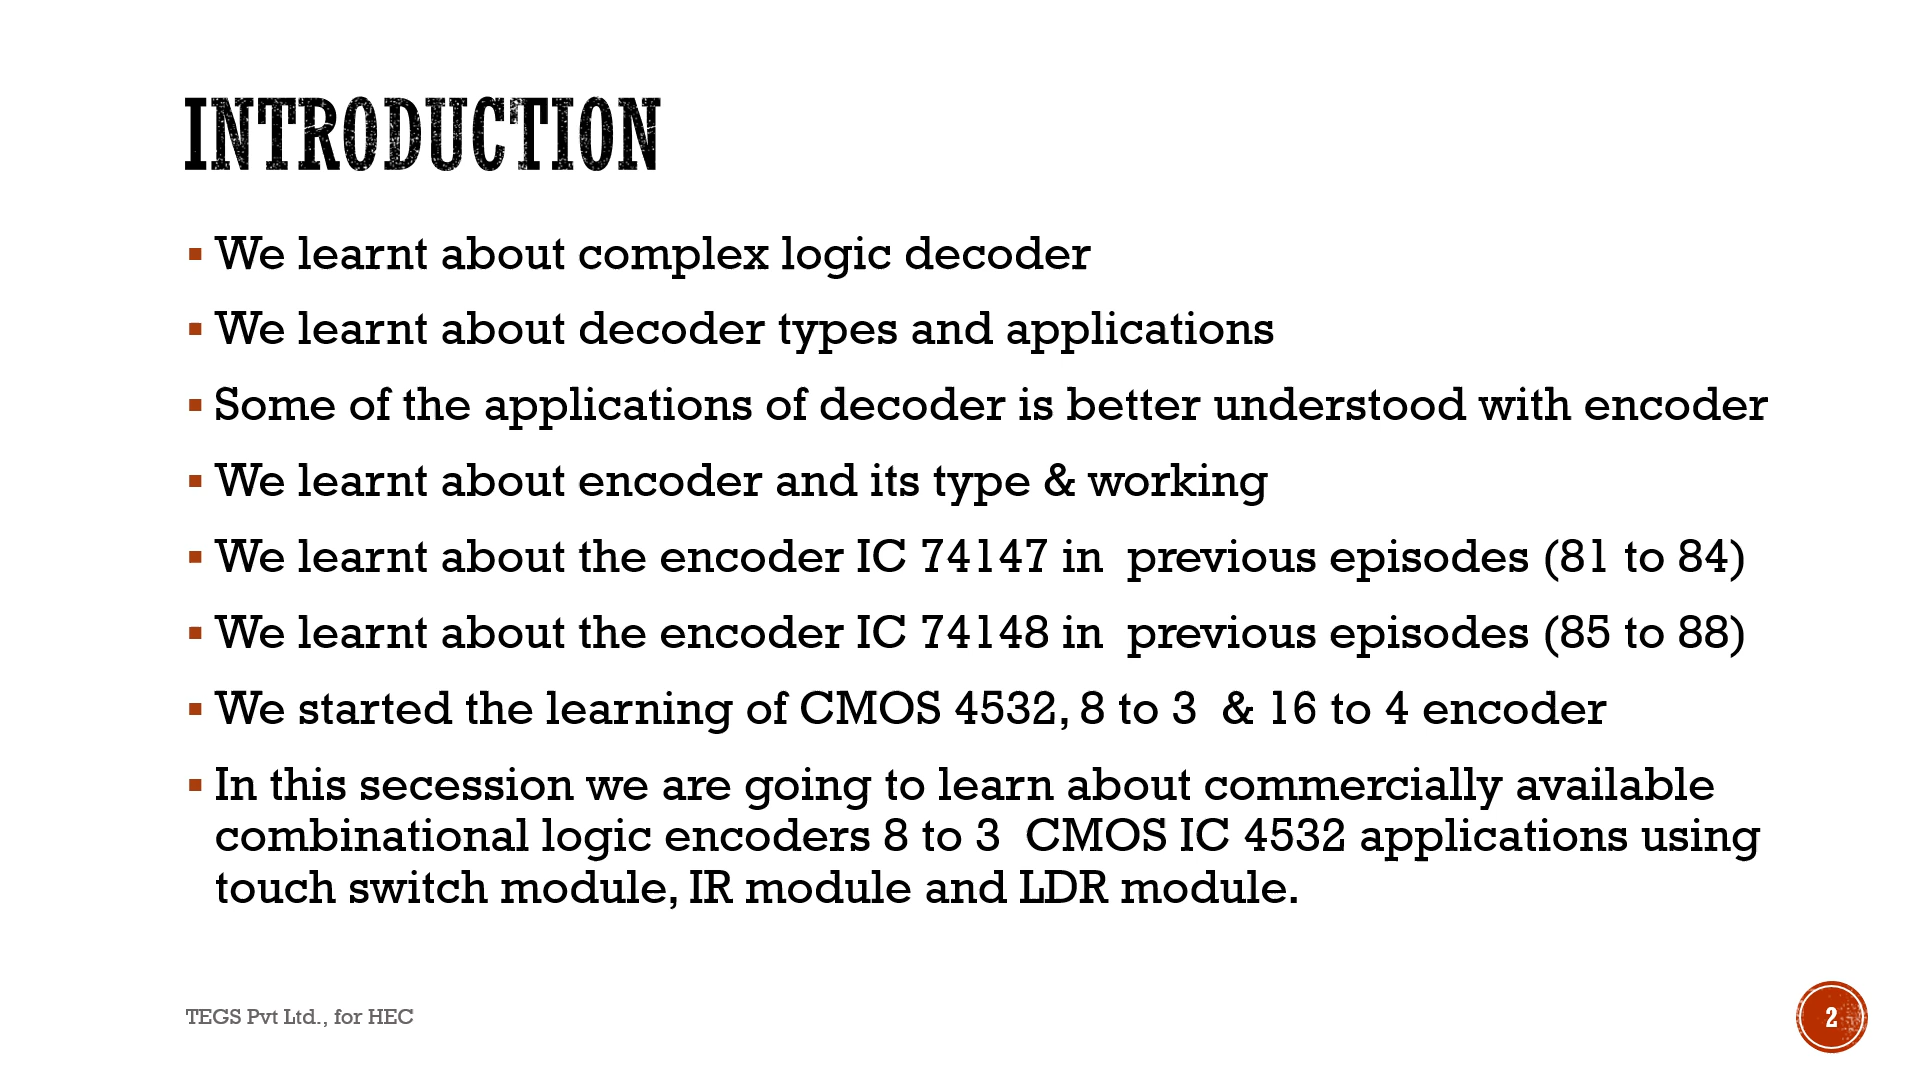 INTRODUCTION
▪ We learnt about complex logic decoder
▪ We learnt about decoder types and applications
▪ Some of the applications of decoder is better understood with encoder
▪ We learnt about encoder and its type & working
▪ We learnt about the encoder IC 74147 in  previous episodes (81 to 84)
▪ We learnt about the encoder IC 74148 in  previous episodes (85 to 88)
▪ We started the learning of CMOS 4532, 8 to 3  & 16 to 4 encoder
▪ In this secession we are going to learn about commercially available
combinational logic encoders 8 to 3  CMOS IC 4532 applications using
touch switch module, IR module and LDR module.
TEGS Pvt Ltd., for HEC
2